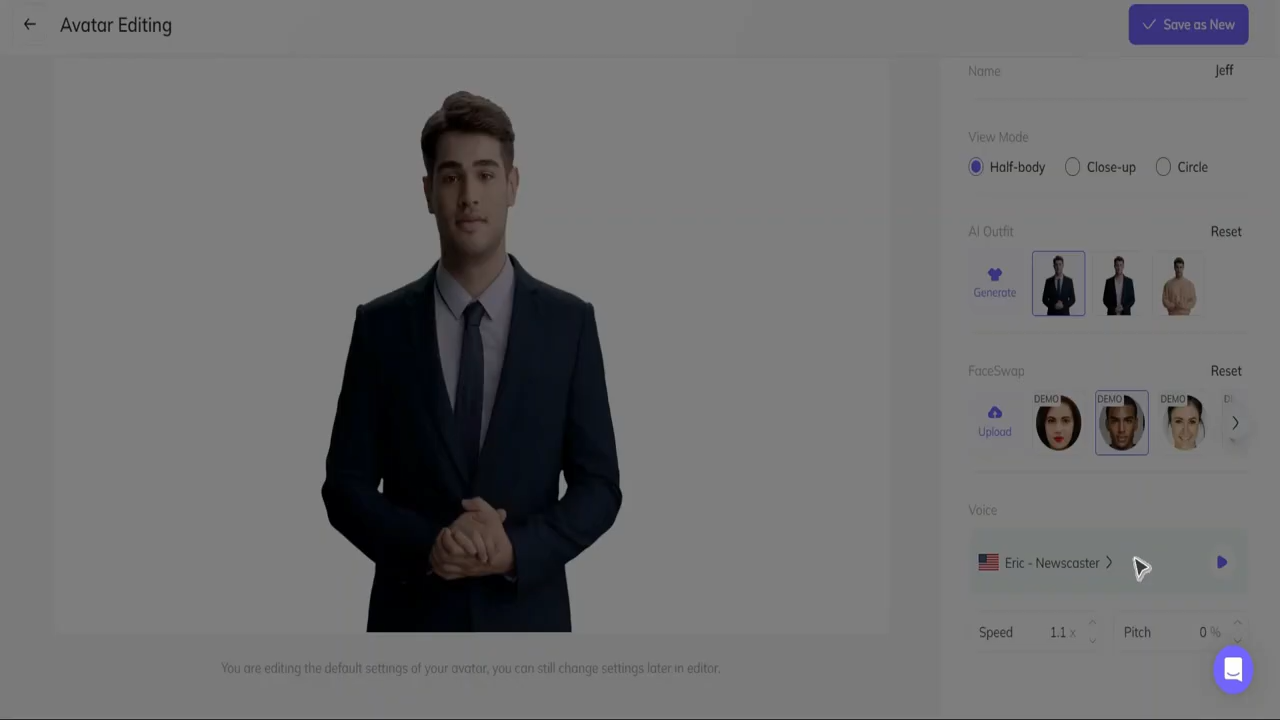 Avatar Editing
Save as New
Name
Jeff
View Mode
Half-body
Close-up
Circle
AI Outfit
Reset
Generate
FaceSwap
Reset
DEMO
DEMO
DEMO
Upload
Voice
Eric - Newscaster
Speed
1.1 x
Pitch
0 %
You are editing the default settings of your avatar, you can still change settings later in editor.